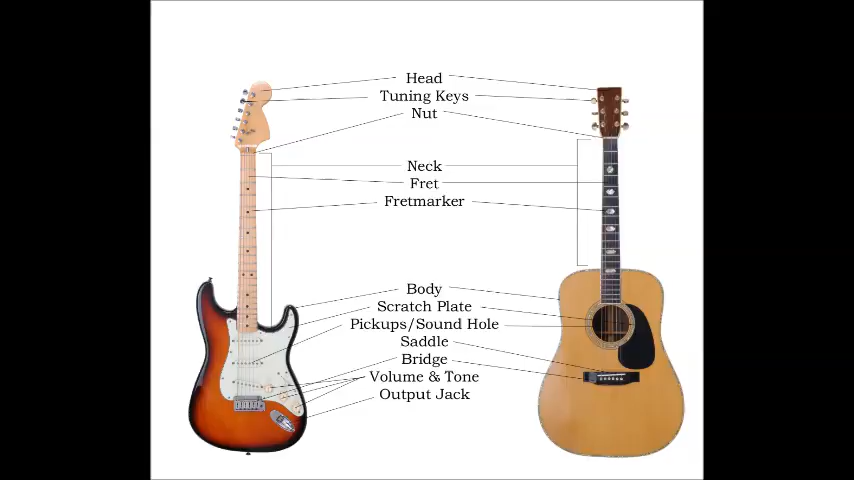 Head
Tuning Keys
Nut
Neck
Fret
Fretmarker
Body
Scratch Plate
Pickups/Sound Hole
Saddle
Bridge
Volume & Tone
Output Jack